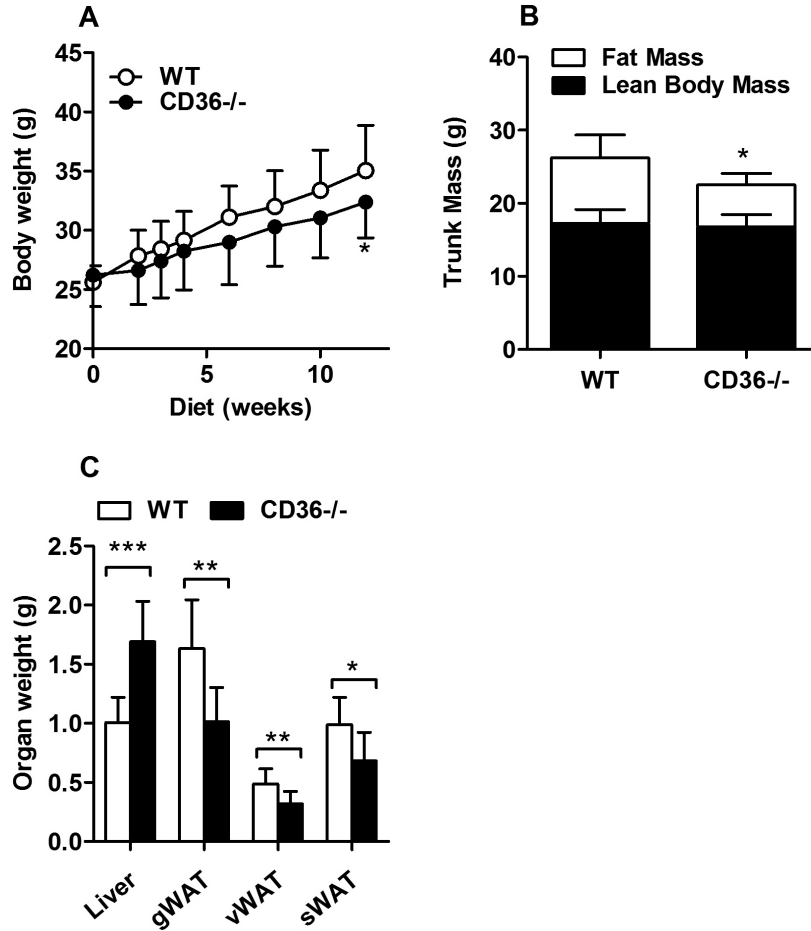 A
45
40
35
30
25
20
Body weight (g)
WT
CD36-/-
*
0 5 10
Diet (weeks)
B
40
30
20
10
0
Trunk Mass (g)
Fat Mass
Lean Body Mass
*
WT CD36-/-
C
WT CD36-/-
2.5
2.0
1.5
1.0
0.5
0.0
Organ weight (g)
*** ** ** *
Liver gWAT vWAT sWAT